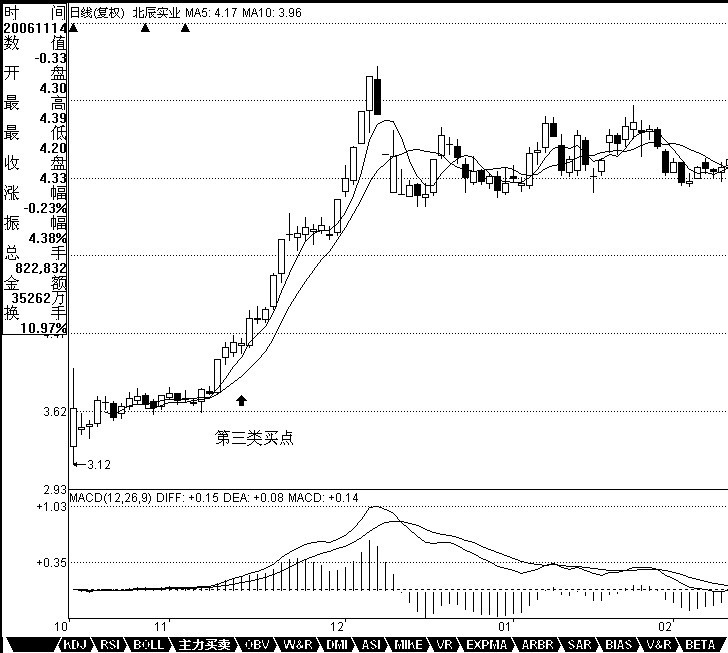 时 间 日线(复权) 北辰实业 MA5: 4.17 MA10: 3.96
20061114
数 值
-0.33
开 盘
4.30
最 高
4.39
最 低
4.20
收 盘
4.33
涨 幅
-0.23%
振 幅
4.38%
总 手
822,832
金 额
35262万
换 手
10.97%
3.62
第三类买点
3.12
2.93
MACD(12,26,9) DIFF: +0.15 DEA: +0.08 MACD: +0.14
+1.03
+0.35
10 11 12 01 02
KDJ RSI BOLL 主力买卖 OBV W&R DMI ASI MIKE VR EXPMA ARBR SAR BIAS V&R BETA